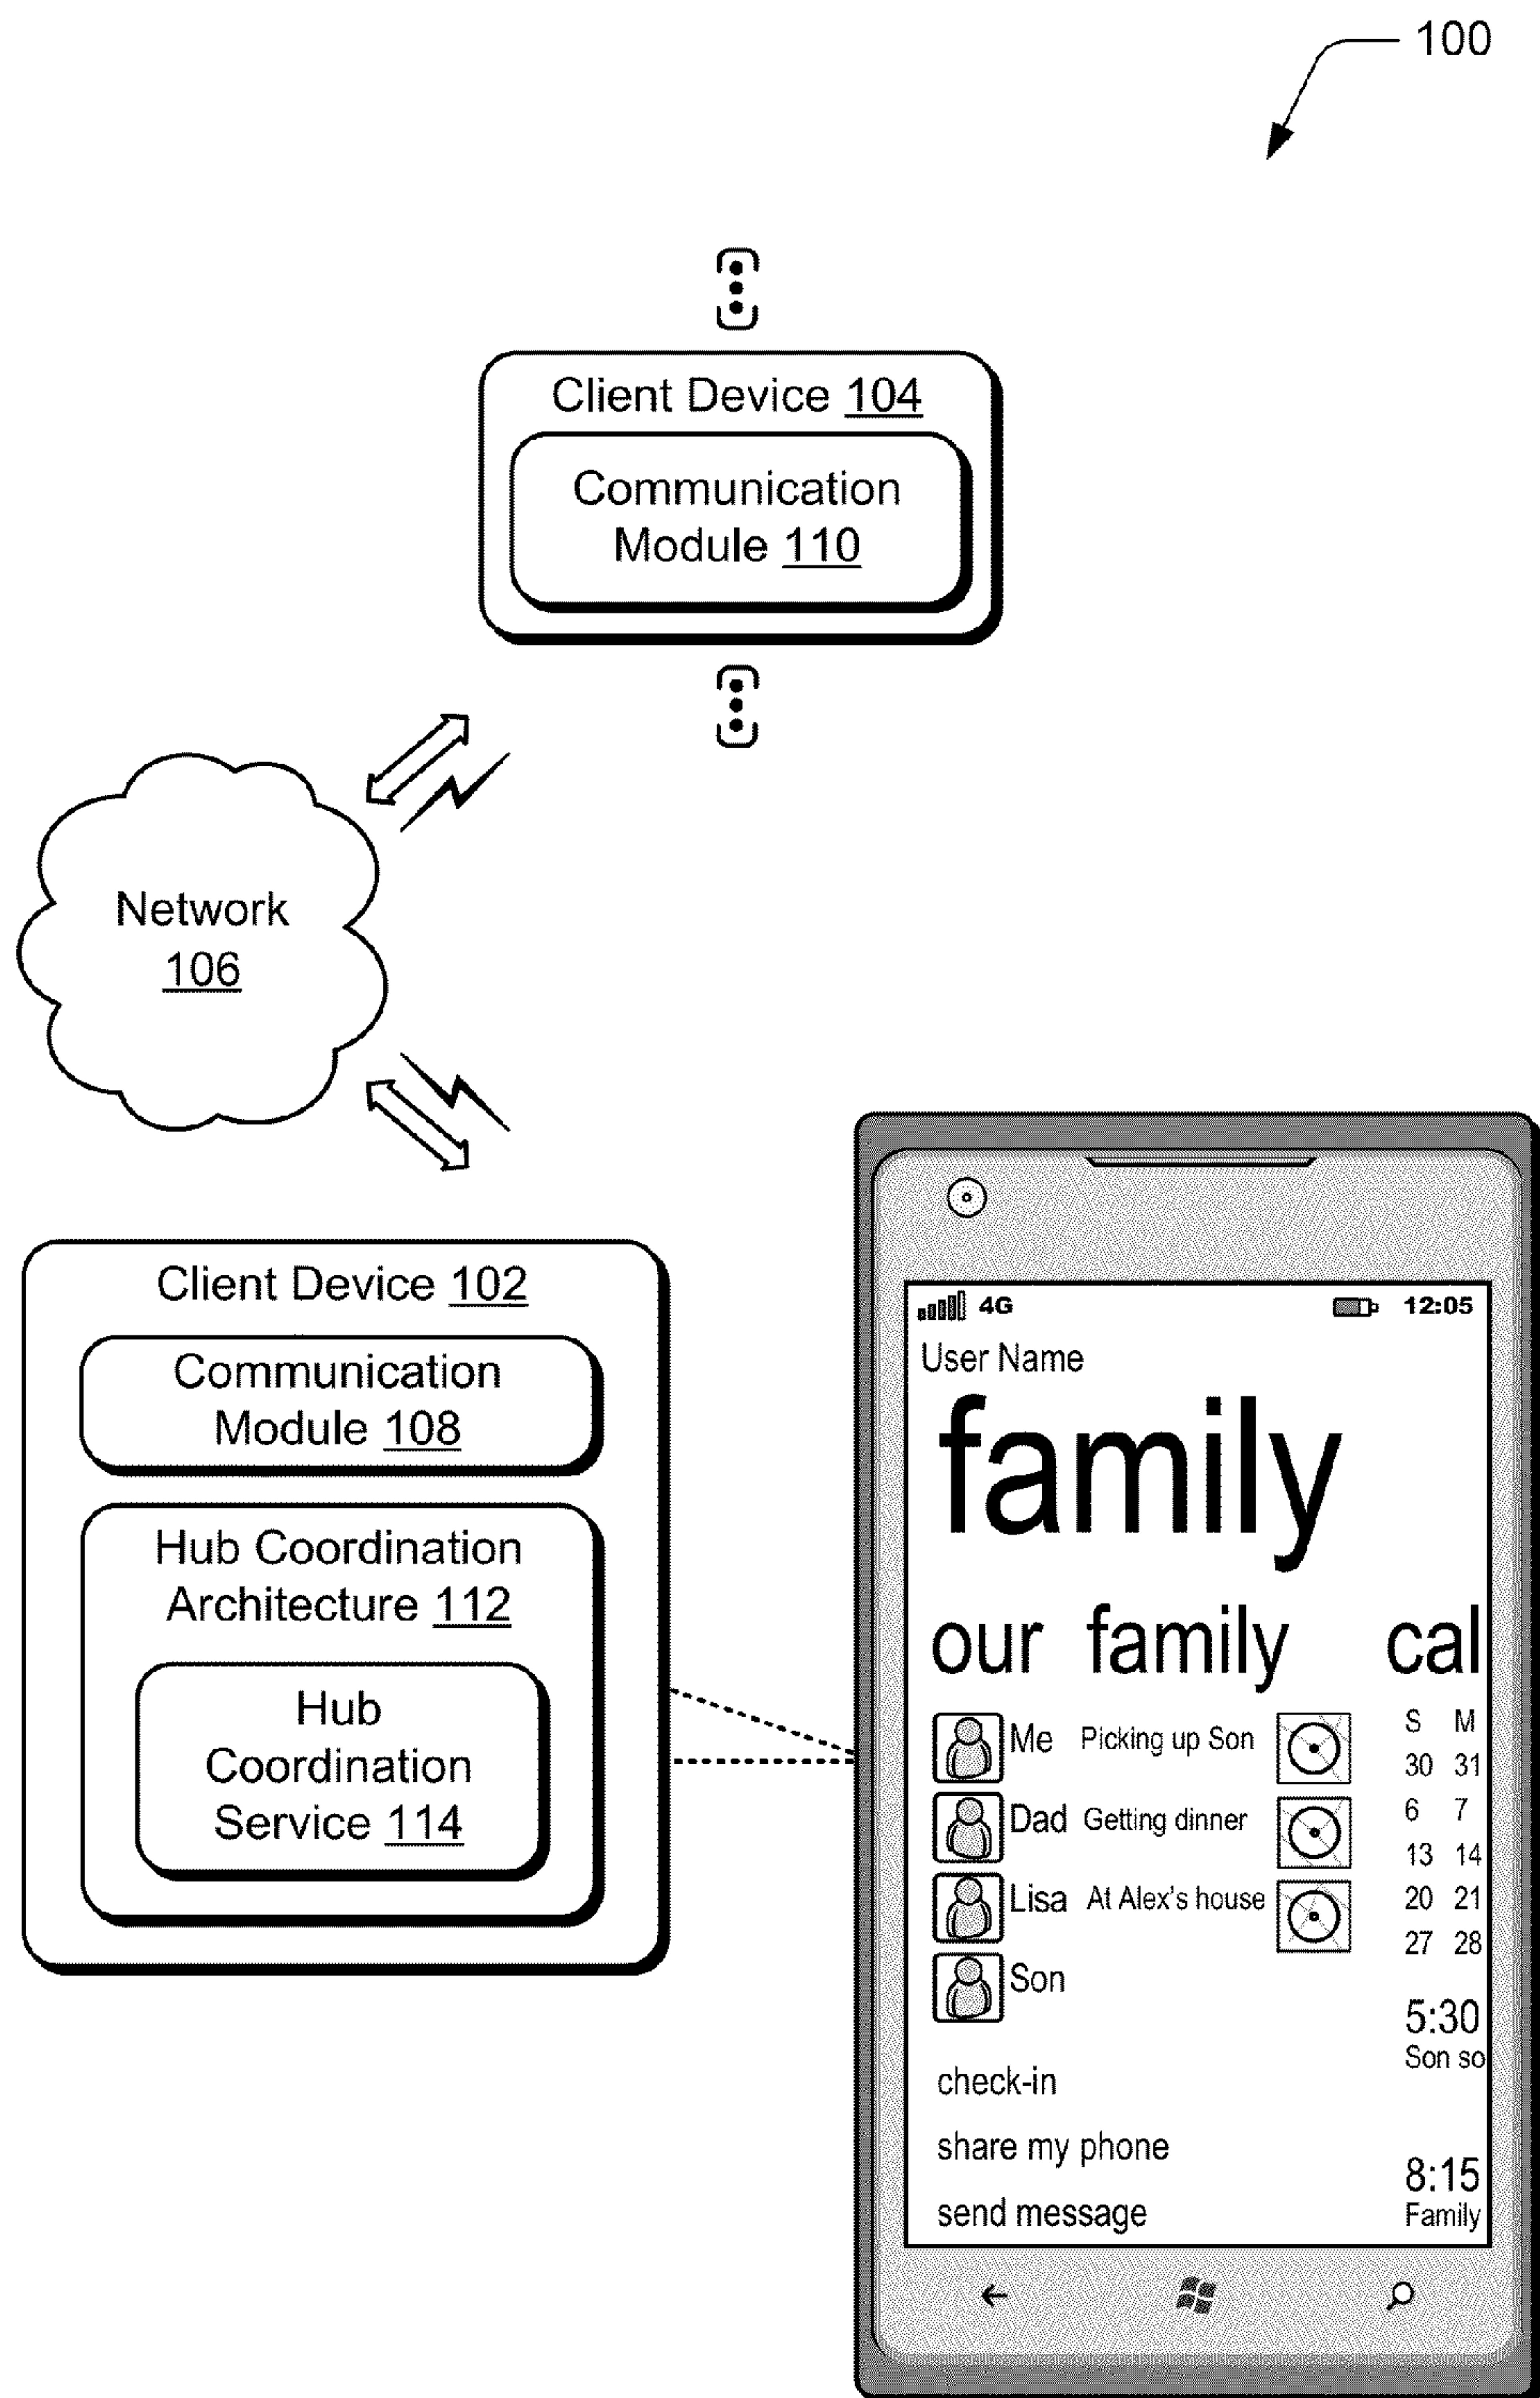 100
Client Device 104
Communication
Module 110
Network
106
Client Device 102
Communication
Module 108
Hub Coordination
Architecture 112
Hub
Coordination
Service 114
4G 12:05
User Name
family
our family cal
S M
Me Picking up Son
30 31
Dad Getting dinner
6 7
13 14
Lisa At Alex's house
20 21
27 28
Son
5:30
Son so
check-in
share my phone
8:15
send message
Family